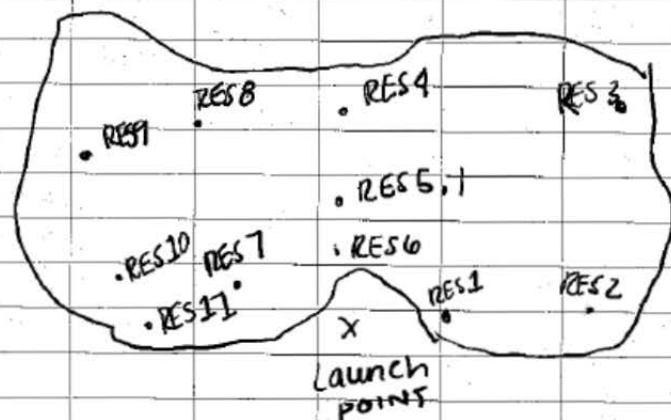 RES8
RES4
RES3
RES9
RES5.1
RES10
RES7
RES6
RES11
RES1
RES2
X
Launch
POINT